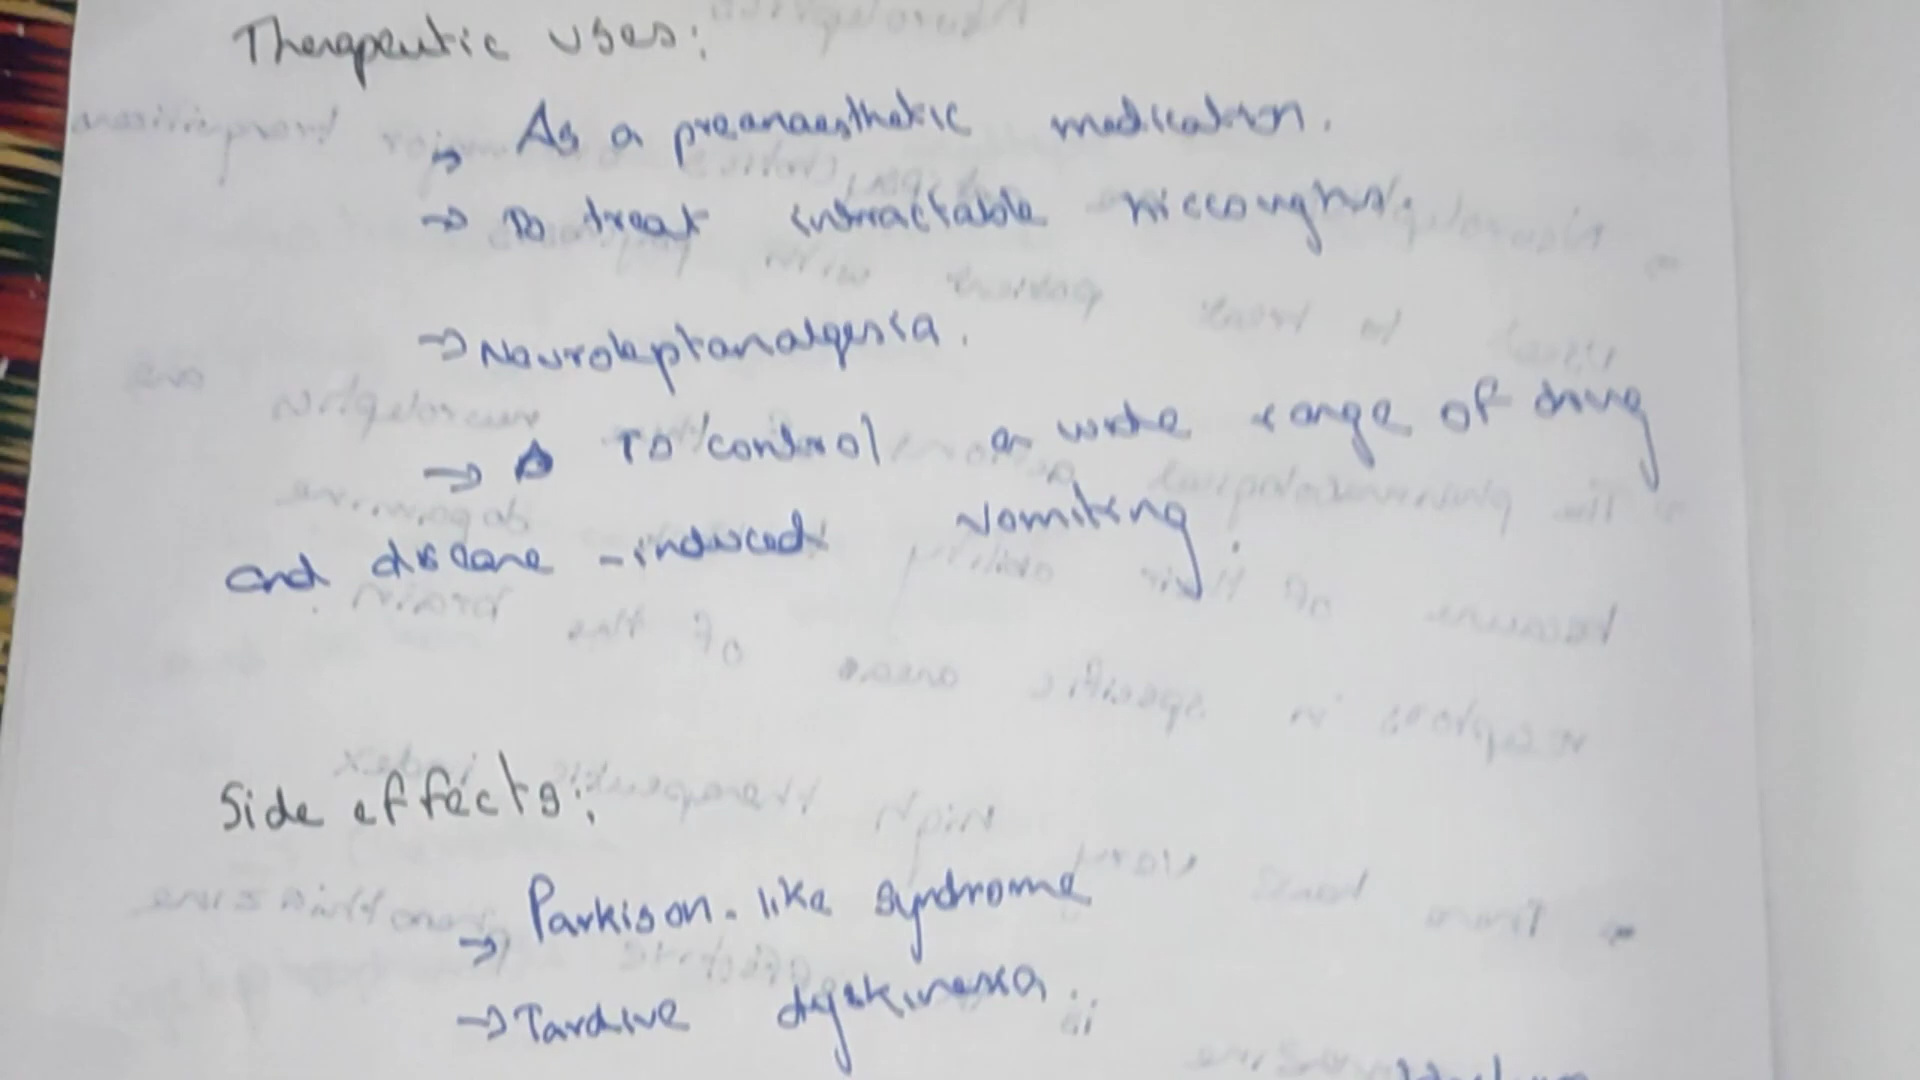 Therapeutic uses:
→ As a preanaesthetic medication.
→ To treat intractable hiccoughs.
→ Neuroleptanalgesia.
→ To control a wide range of drug
and disease - induced vomiting.
Side effects:
→ Parkison-like syndrome
→ Tardive dyskinesia.